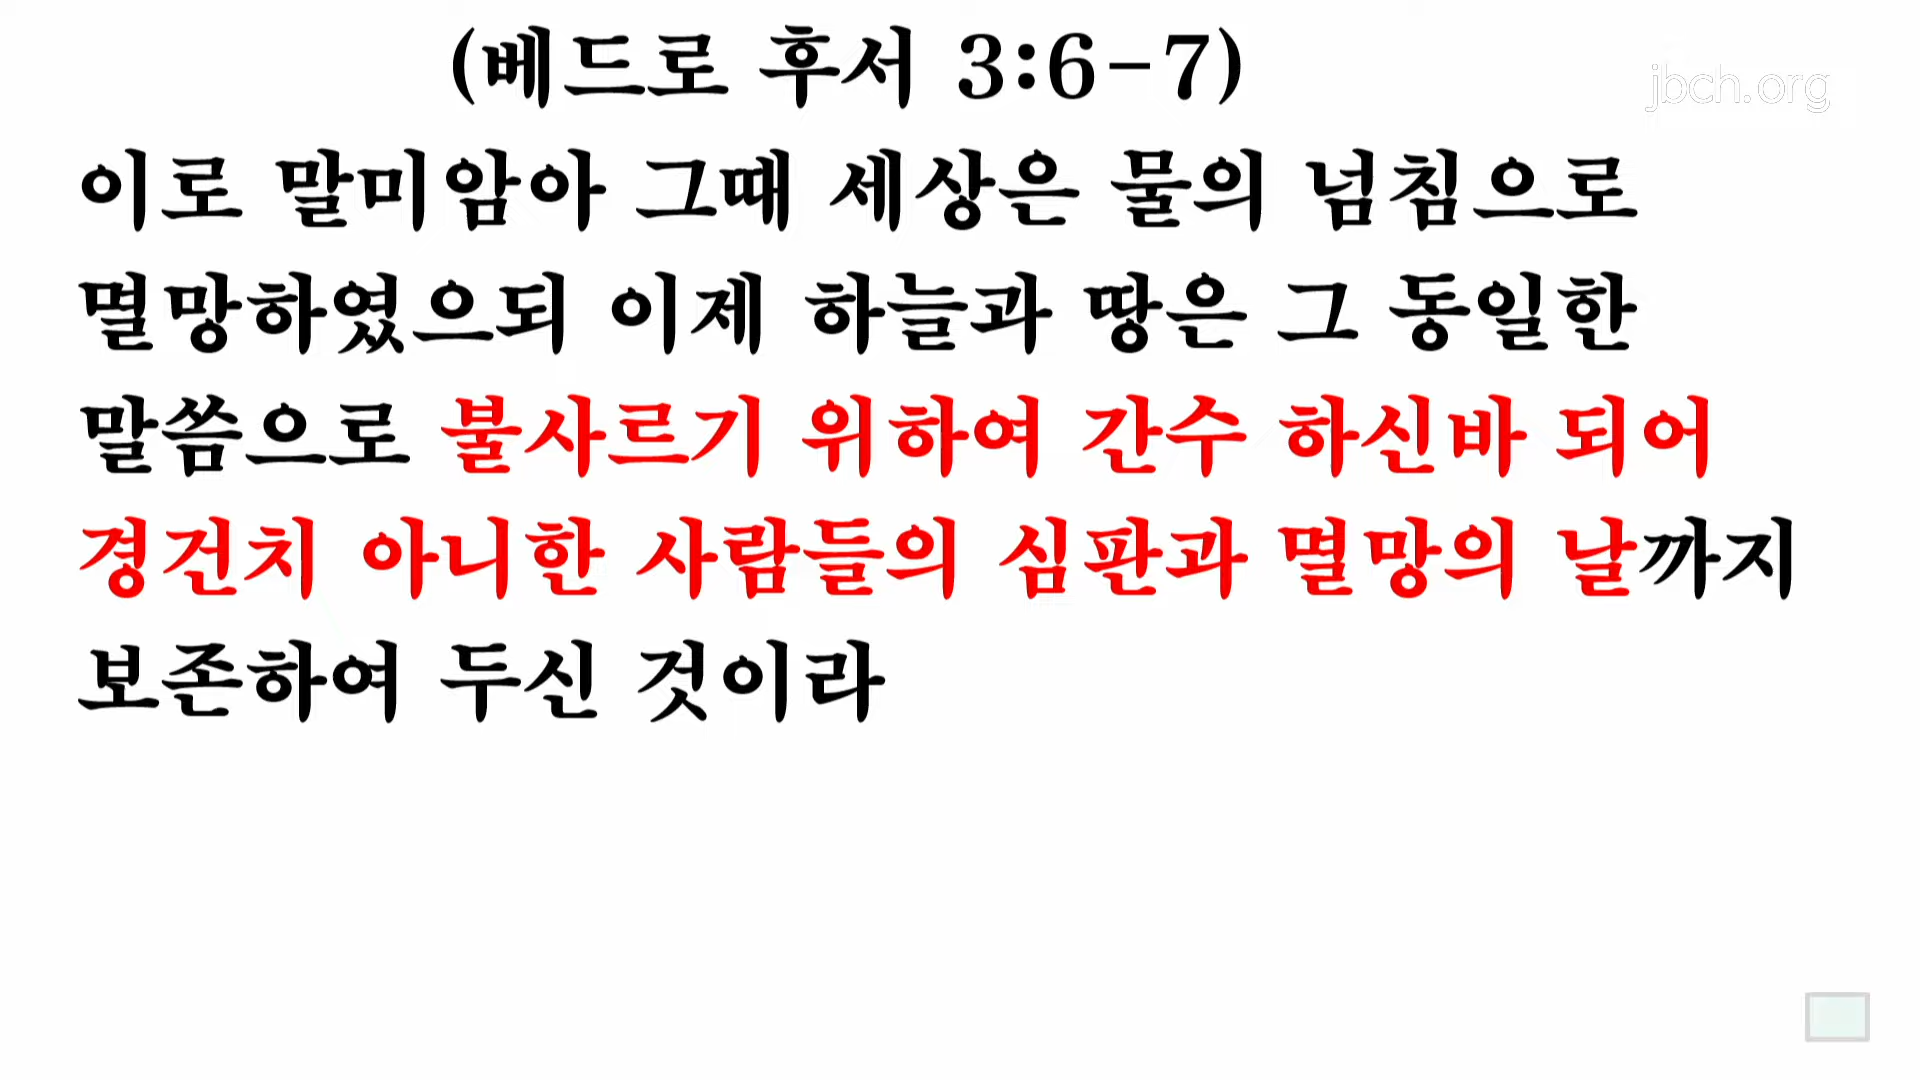 (베드로 후서 3:6-7)
jbch.org
이로 말미암아 그때 세상은 물의 넘침으로
멸망하였으되 이제 하늘과 땅은 그 동일한
말씀으로 불사르기 위하여 간수 하신바 되어
경건치 아니한 사람들의 심판과 멸망의 날까지
보존하여 두신 것이라